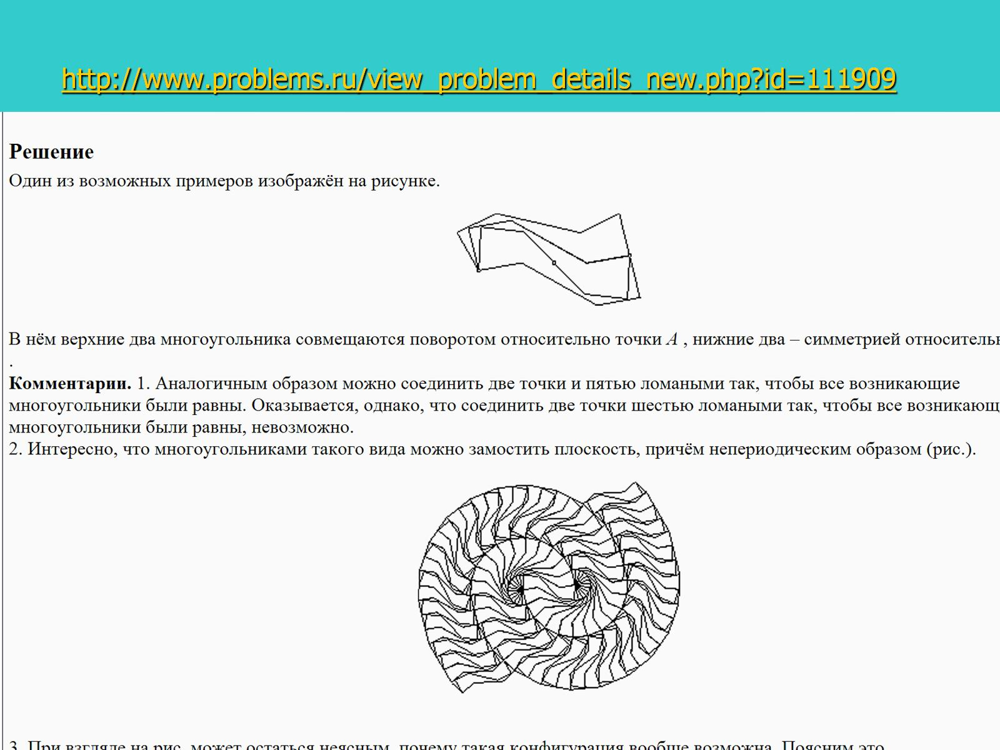 http://www.problems.ru/view_problem_details_new.php?id=111909
Решение
Один из возможных примеров изображён на рисунке.
В нём верхние два многоугольника совмещаются поворотом относительно точки A , нижние два – симметрией
.
Комментарии. 1. Аналогичным образом можно соединить две точки и пятью ломаными так, чтобы все возникающие
многоугольники были равны. Оказывается, однако, что соединить две точки шестью ломаными так, чтобы все
многоугольники были равны, невозможно.
2. Интересно, что многоугольниками такого вида можно замостить плоскость, причём непериодическим образом (рис.).
3. При взгляде на рис. может остаться неясным, почему такая конфигурация вообще возможна. Поясним это